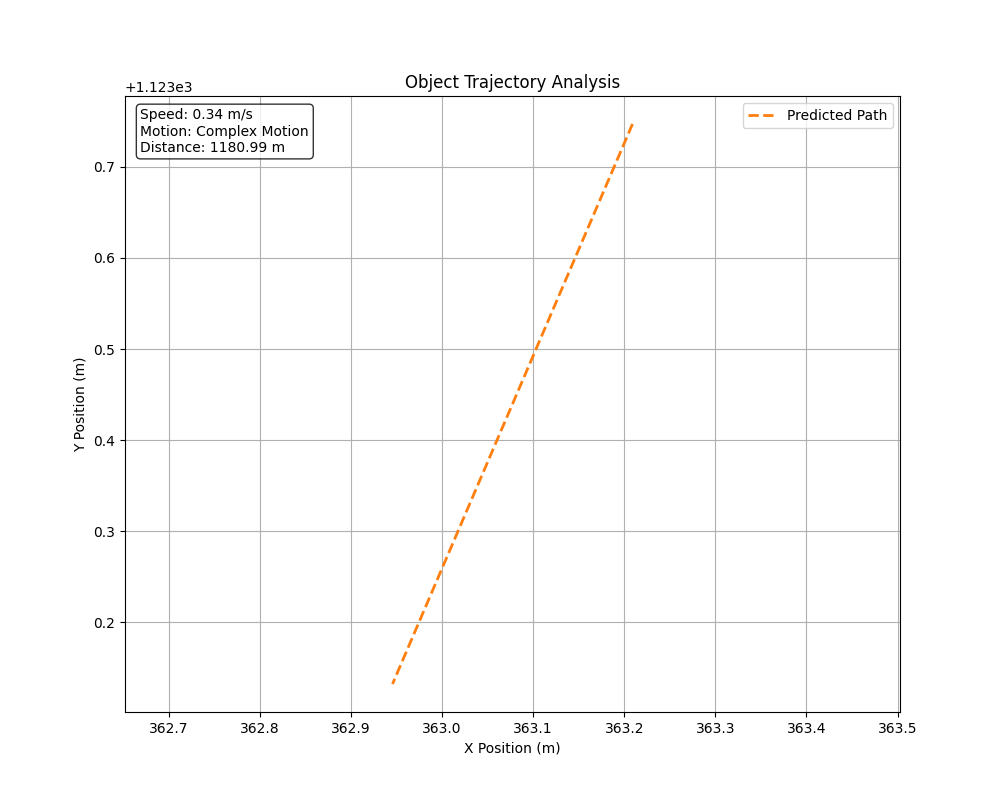 Object Trajectory Analysis
+1.123e3
Speed: 0.34 m/s
Motion: Complex Motion
Distance: 1180.99 m
Predicted Path
0.7
0.6
0.5
0.4
0.3
0.2
Y Position (m)
362.7 362.8 362.9 363.0 363.1 363.2 363.3 363.4 363.5
X Position (m)